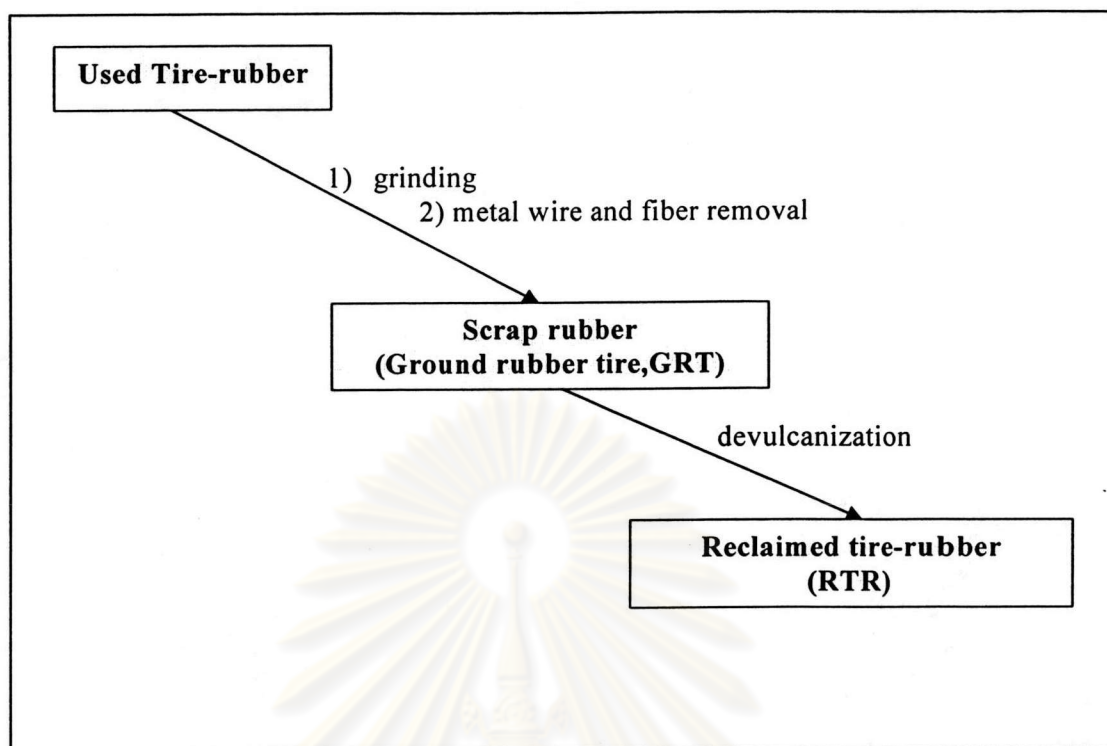 Used Tire-rubber
1) grinding
2) metal wire and fiber removal
Scrap rubber
(Ground rubber tire,GRT)
devulcanization
Reclaimed tire-rubber
(RTR)